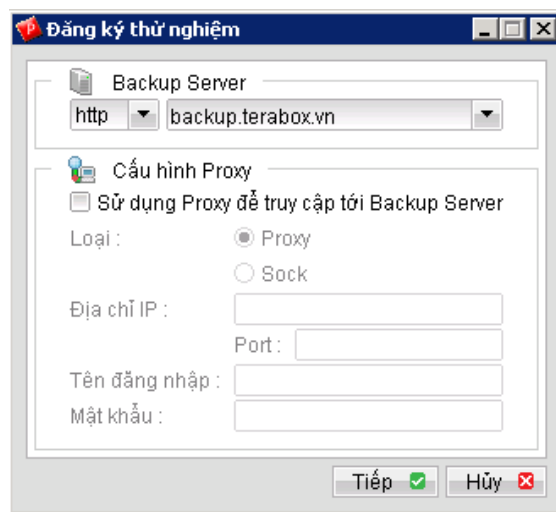 Đăng ký thử nghiệm
Backup Server
http backup.terabox.vn
Cấu hình Proxy
Sử dụng Proxy để truy cập tới Backup Server
Loại : Proxy
Sock
Địa chỉ IP :
Port :
Tên đăng nhập :
Mật khẩu :
Tiếp Hủy